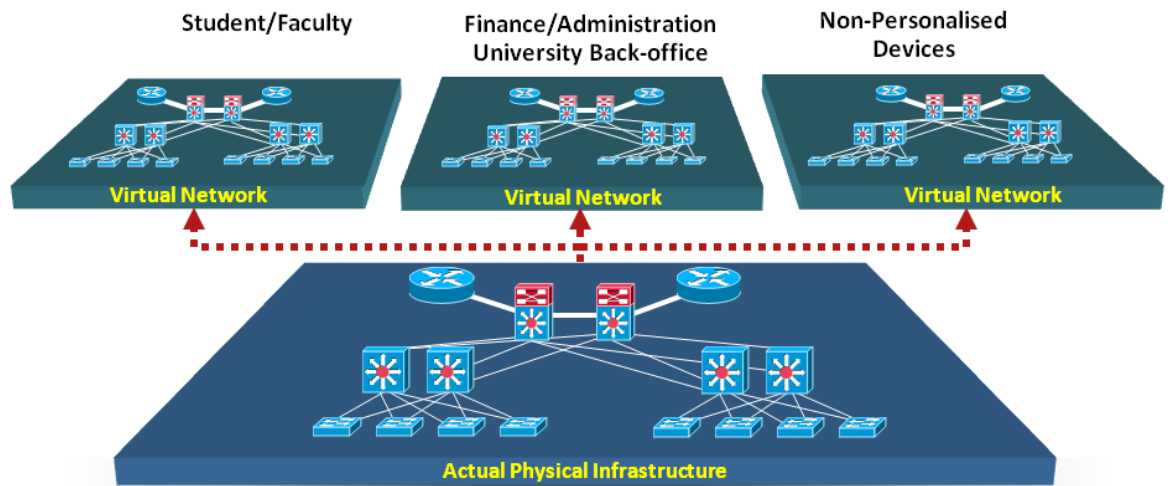 Student/Faculty
Finance/Administration
University Back-office
Non-Personalised
Devices
Virtual Network
Virtual Network
Virtual Network
Actual Physical Infrastructure